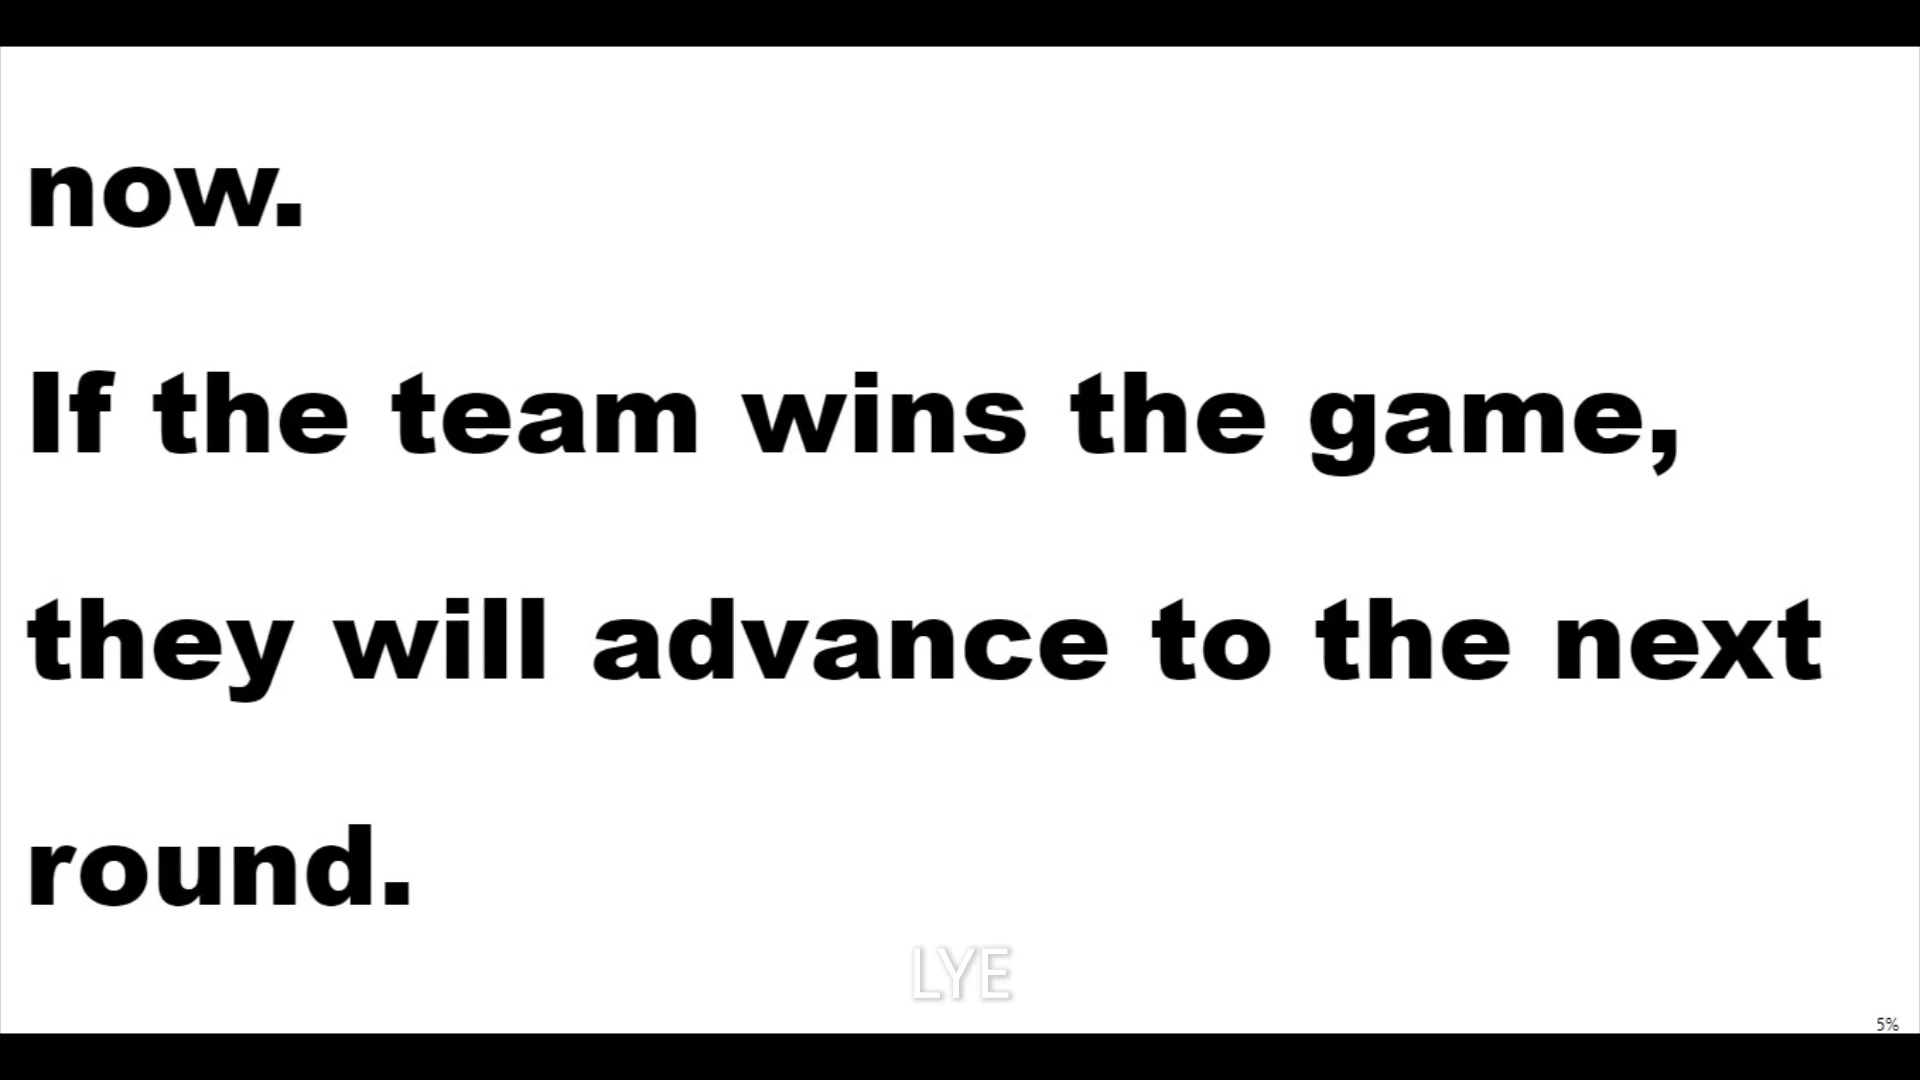 now.
If the team wins the game,
they will advance to the next
round.
LYE
5%